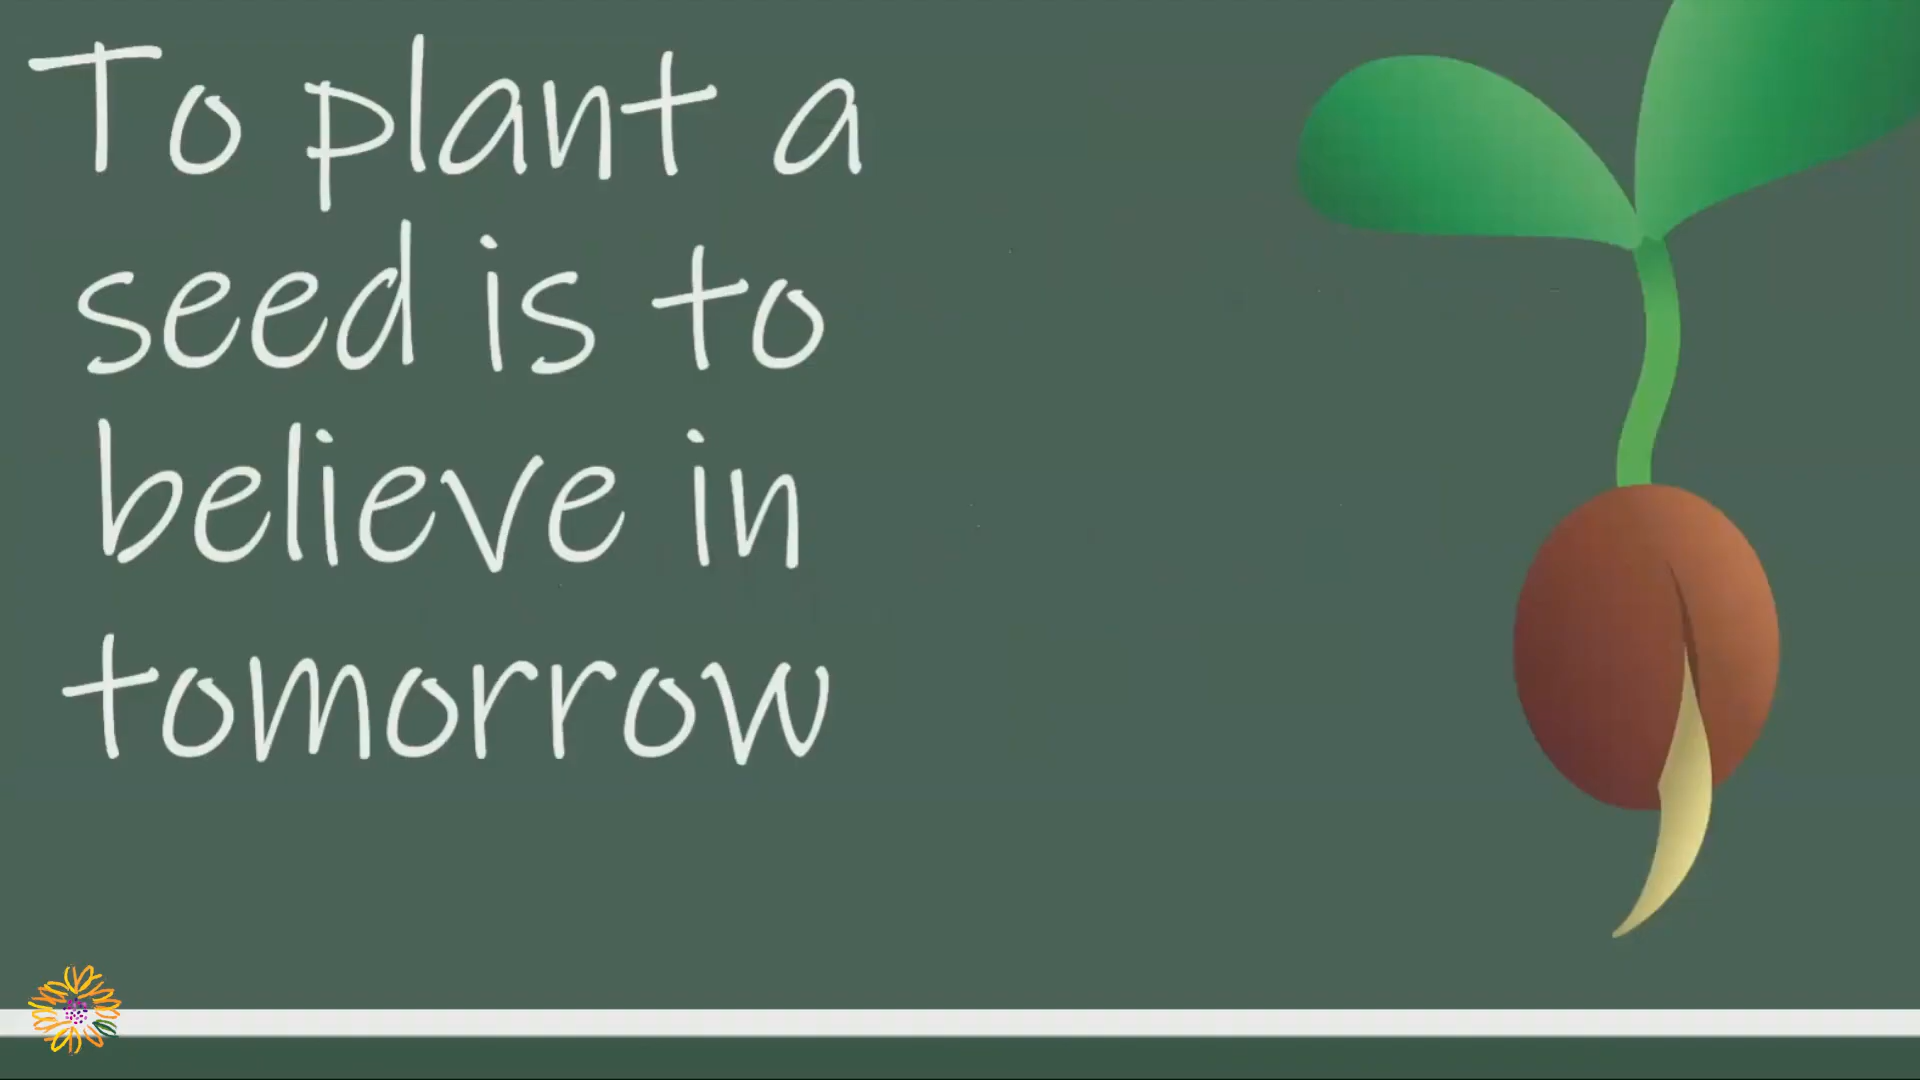 To plant a
seed is to
believe in
tomorrow